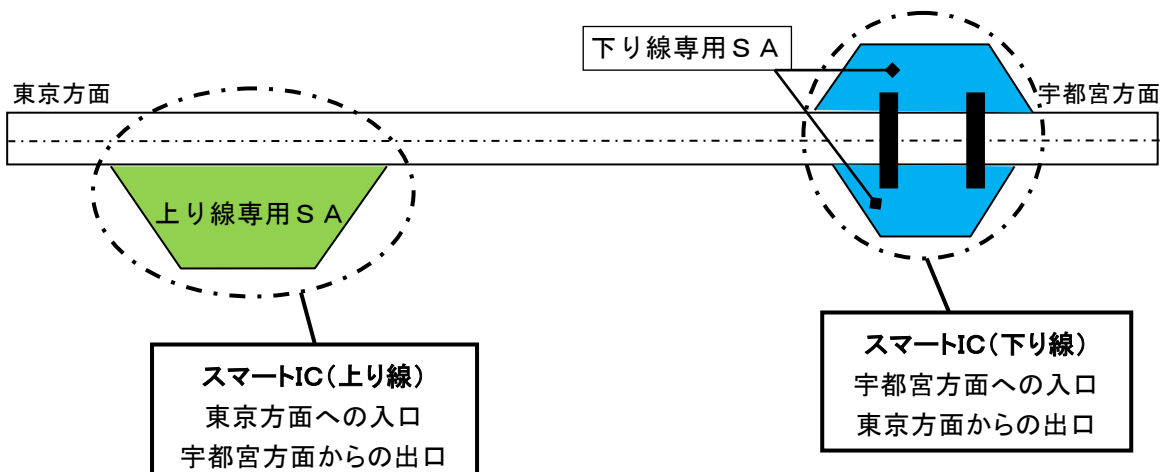 下り線専用ＳＡ
東京方面
宇都宮方面
上り線専用ＳＡ
スマートIC（上り線）
東京方面への入口
宇都宮方面からの出口
スマートIC（下り線）
宇都宮方面への入口
東京方面からの出口